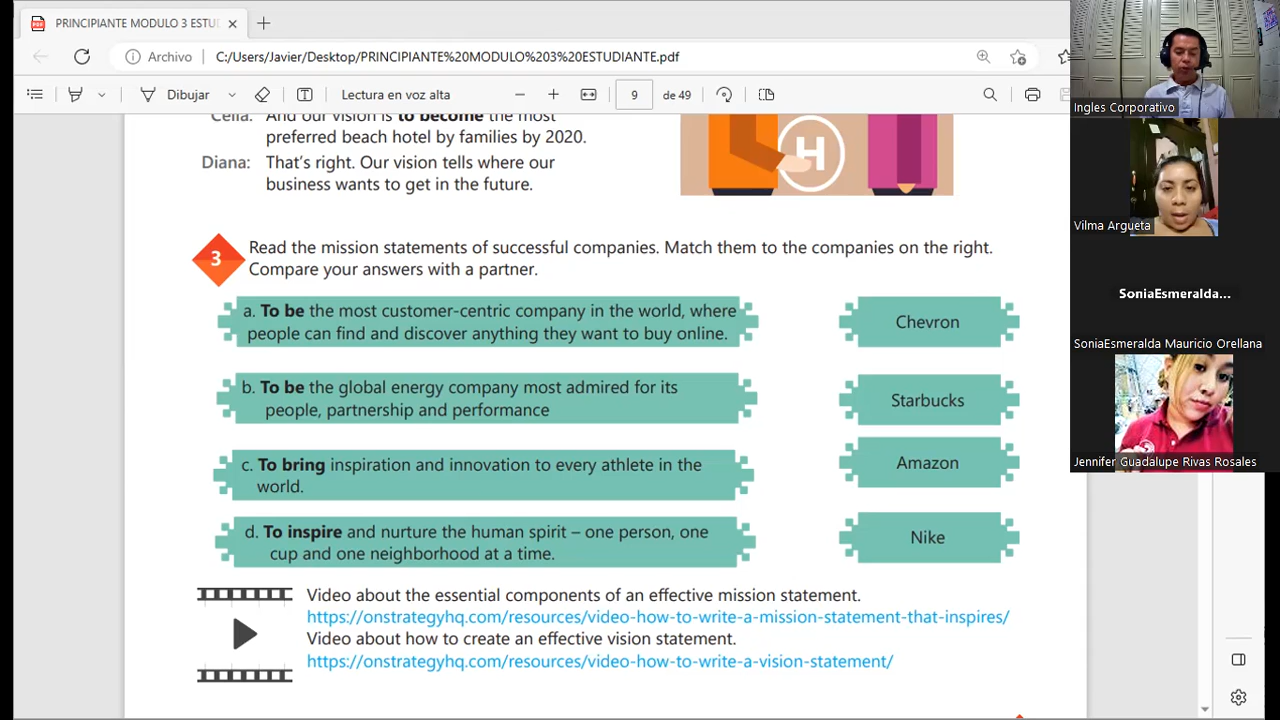 PRINCIPIANTE MODULO 3 ESTU
Archivo
C:/Users/Javier/Desktop/PRINCIPIANTE%20MODULO%203%20ESTUDIANTE.pdf
Dibujar
Lectura en voz alta
9
de 49
Celia: And our vision is to become the most
preferred beach hotel by families by 2020.
Diana: That's right. Our vision tells where our
business wants to get in the future.
H
3
Read the mission statements of successful companies. Match them to the companies on the right.
Compare your answers with a partner.
a. To be the most customer-centric company in the world, where
people can find and discover anything they want to buy online.
Chevron
b. To be the global energy company most admired for its
people, partnership and performance
Starbucks
c. To bring inspiration and innovation to every athlete in the
world.
Amazon
d. To inspire and nurture the human spirit – one person, one
cup and one neighborhood at a time.
Nike
Video about the essential components of an effective mission statement.
https://onstrategyhq.com/resources/video-how-to-write-a-mission-statement-that-inspires/
Video about how to create an effective vision statement.
https://onstrategyhq.com/resources/video-how-to-write-a-vision-statement/
Ingles Corporativo
Vilma Argueta
SoniaEsmeralda...
SoniaEsmeralda Mauricio Orellana
Jennifer Guadalupe Rivas Rosales